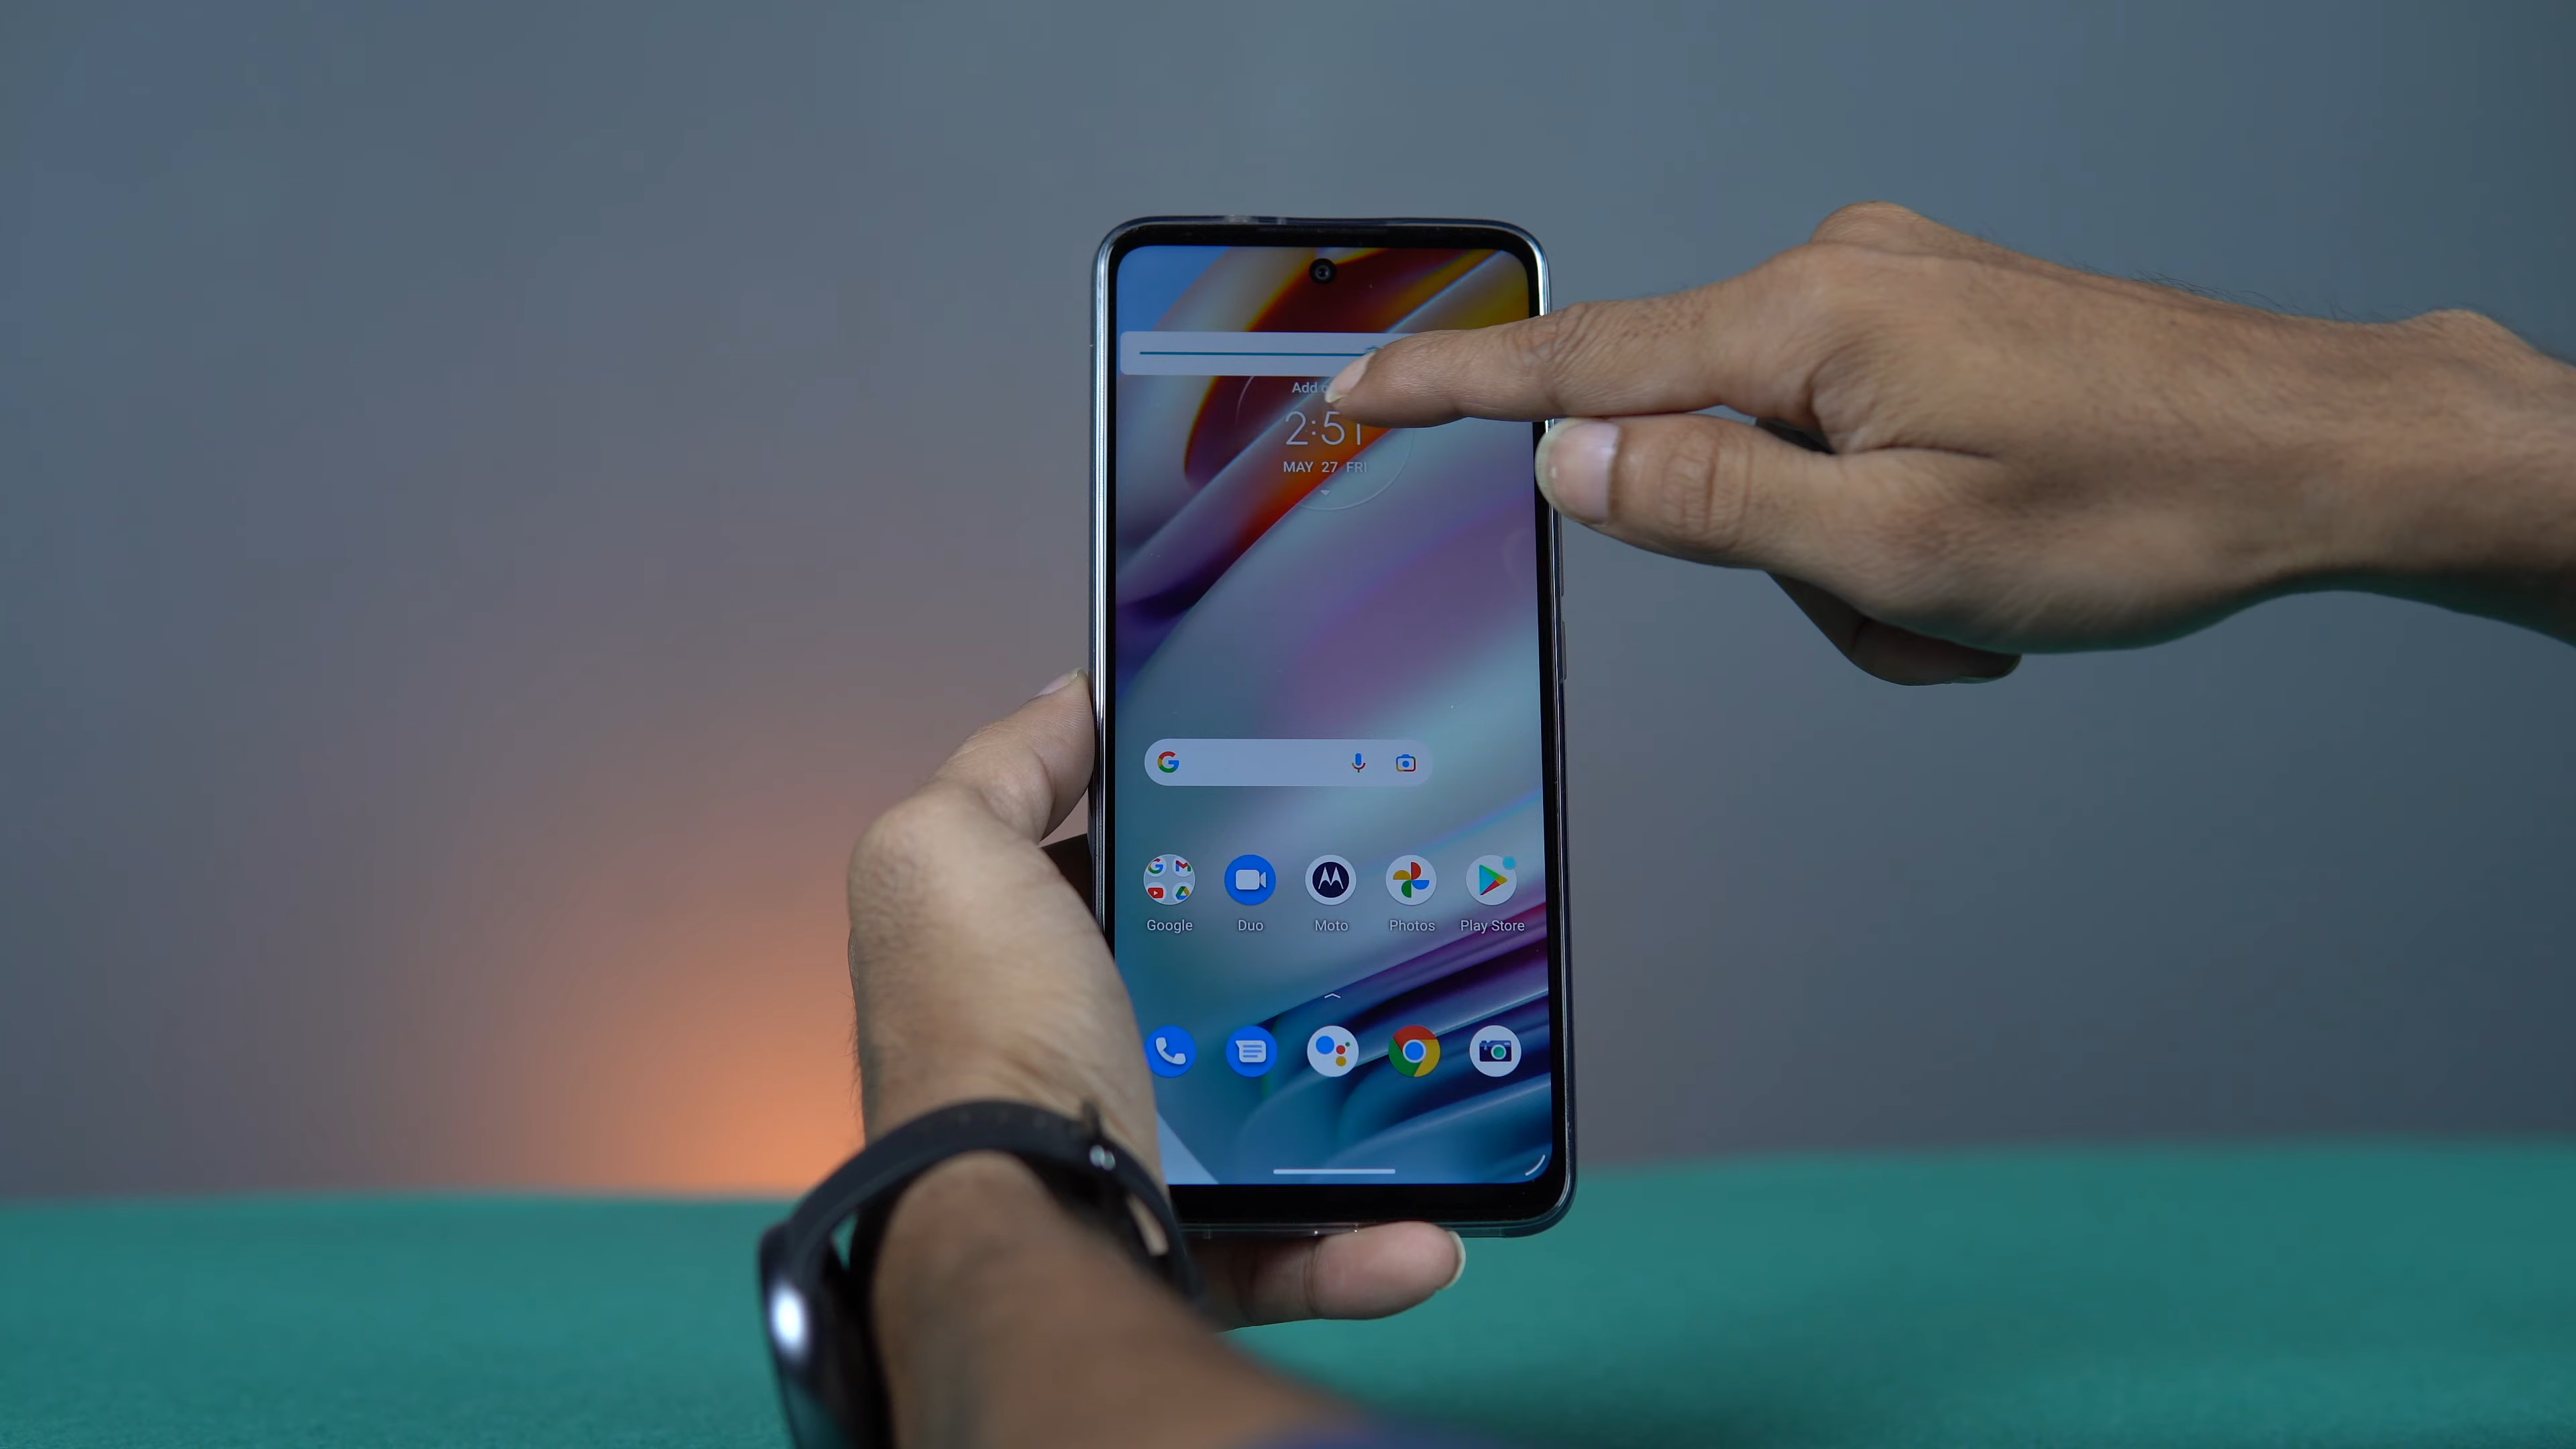 Add
2:51
MAY 27 FRI
Google
Duo
Moto
Photos
Play Store